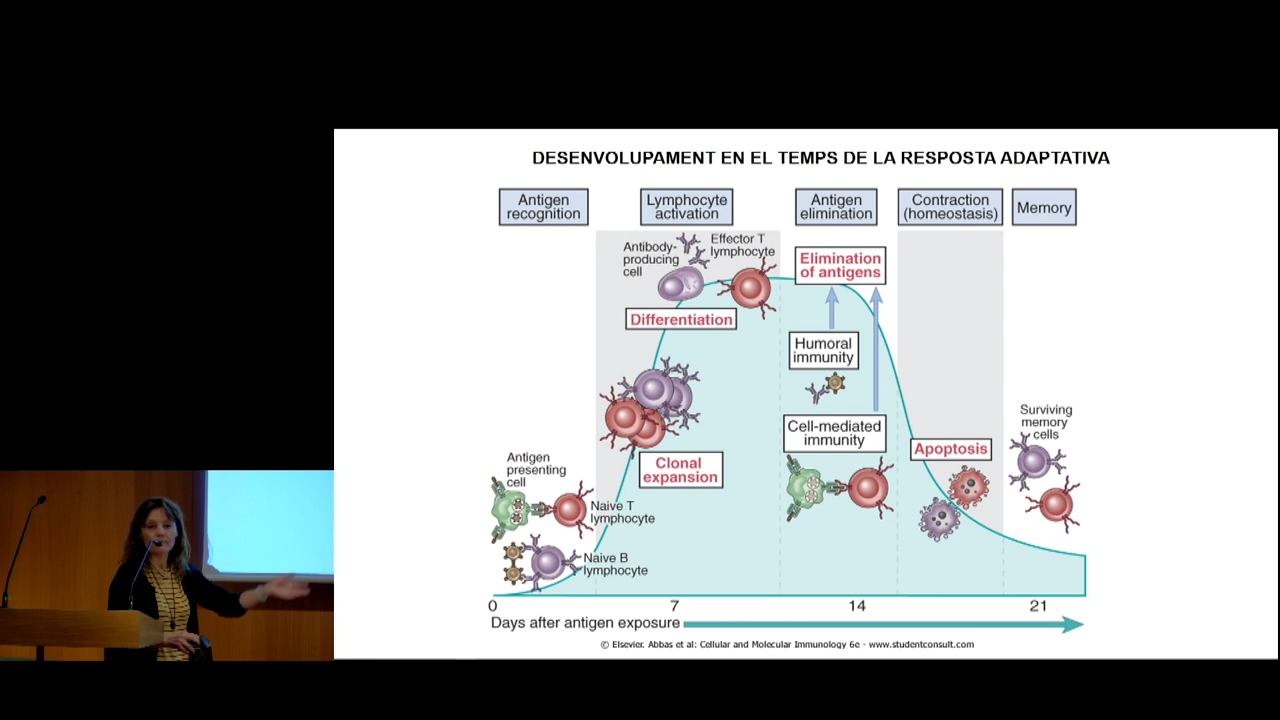 DESENVOLUPAMENT EN EL TEMPS DE LA RESPOSTA ADAPTATIVA
Antigen
recognition
Lymphocyte
activation
Antigen
elimination
Contraction
(homeostasis)
Memory
Antibody-
producing
cell
Effector T
lymphocyte
Elimination
of antigens
Differentiation
Humoral
immunity
Cell-mediated
immunity
Surviving
memory
cells
Apoptosis
Clonal
expansion
Antigen
presenting
cell
Naive T
lymphocyte
Naive B
lymphocyte
0
7
14
21
Days after antigen exposure
© Elsevier. Abbas et al: Cellular and Molecular Immunology 6e - www.studentconsult.com